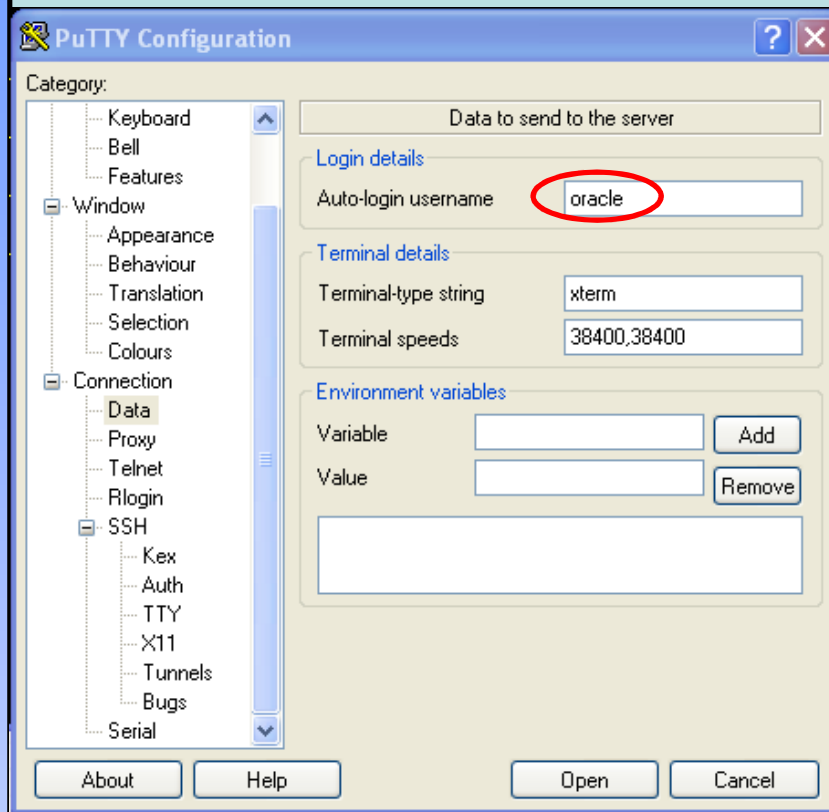 PuTTY Configuration
Category:
Keyboard
Bell
Features
Window
Appearance
Behaviour
Translation
Selection
Colours
Connection
Data
Proxy
Telnet
Rlogin
SSH
Kex
Auth
TTY
X11
Tunnels
Bugs
Serial
Data to send to the server
Login details
Auto-login username oracle
Terminal details
Terminal-type string xterm
Terminal speeds 38400,38400
Environment variables
Variable Add
Value Remove
About Help Open Cancel